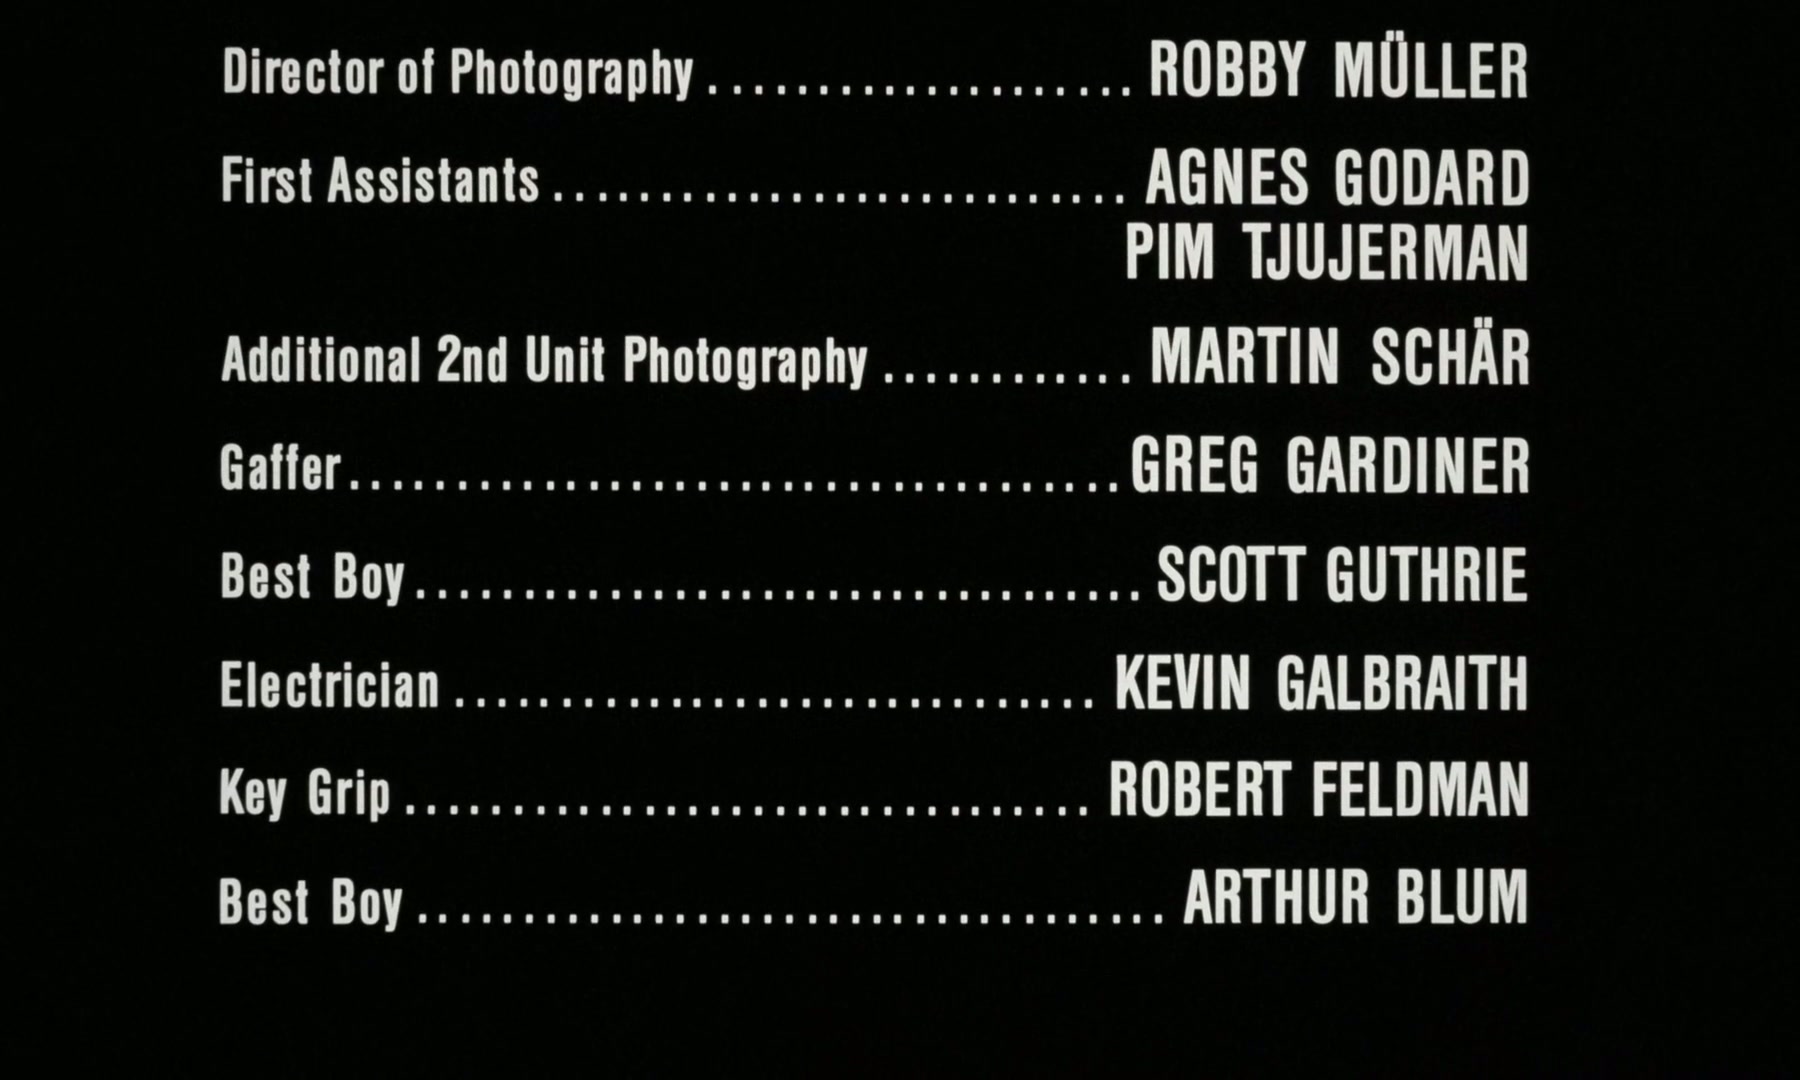 Director of Photography ..................... ROBBY MÜLLER
First Assistants ........................... AGNES GODARD
PIM TJUJERMAN
Additional 2nd Unit Photography ............ MARTIN SCHÄR
Gaffer .................................... GREG GARDINER
Best Boy .................................. SCOTT GUTHRIE
Electrician .............................. KEVIN GALBRAITH
Key Grip ................................ ROBERT FELDMAN
Best Boy ................................... ARTHUR BLUM